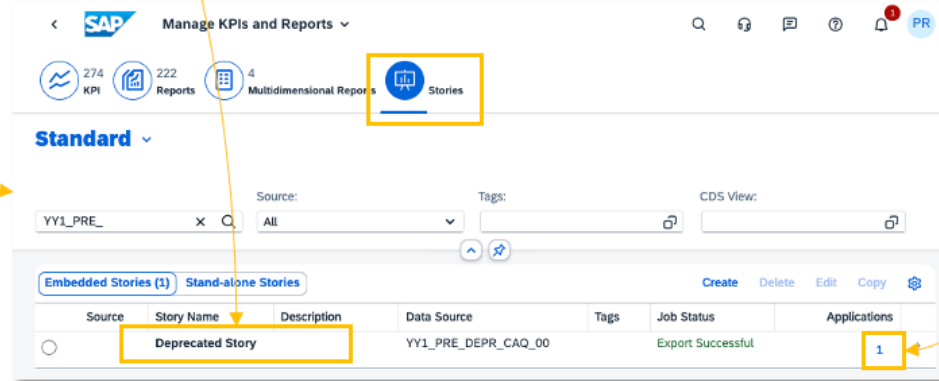 SAP Manage KPIs and Reports 1 PR
274 KPI 222 Reports 4 Multidimensional Reports Stories
Standard
Source: Tags: CDS View:
YY1_PRE_ All
Embedded Stories (1) Stand-alone Stories Create Delete Edit Copy
Source Story Name Description Data Source Tags Job Status Applications
Deprecated Story YY1_PRE_DEPR_CAQ_00 Export Successful 1